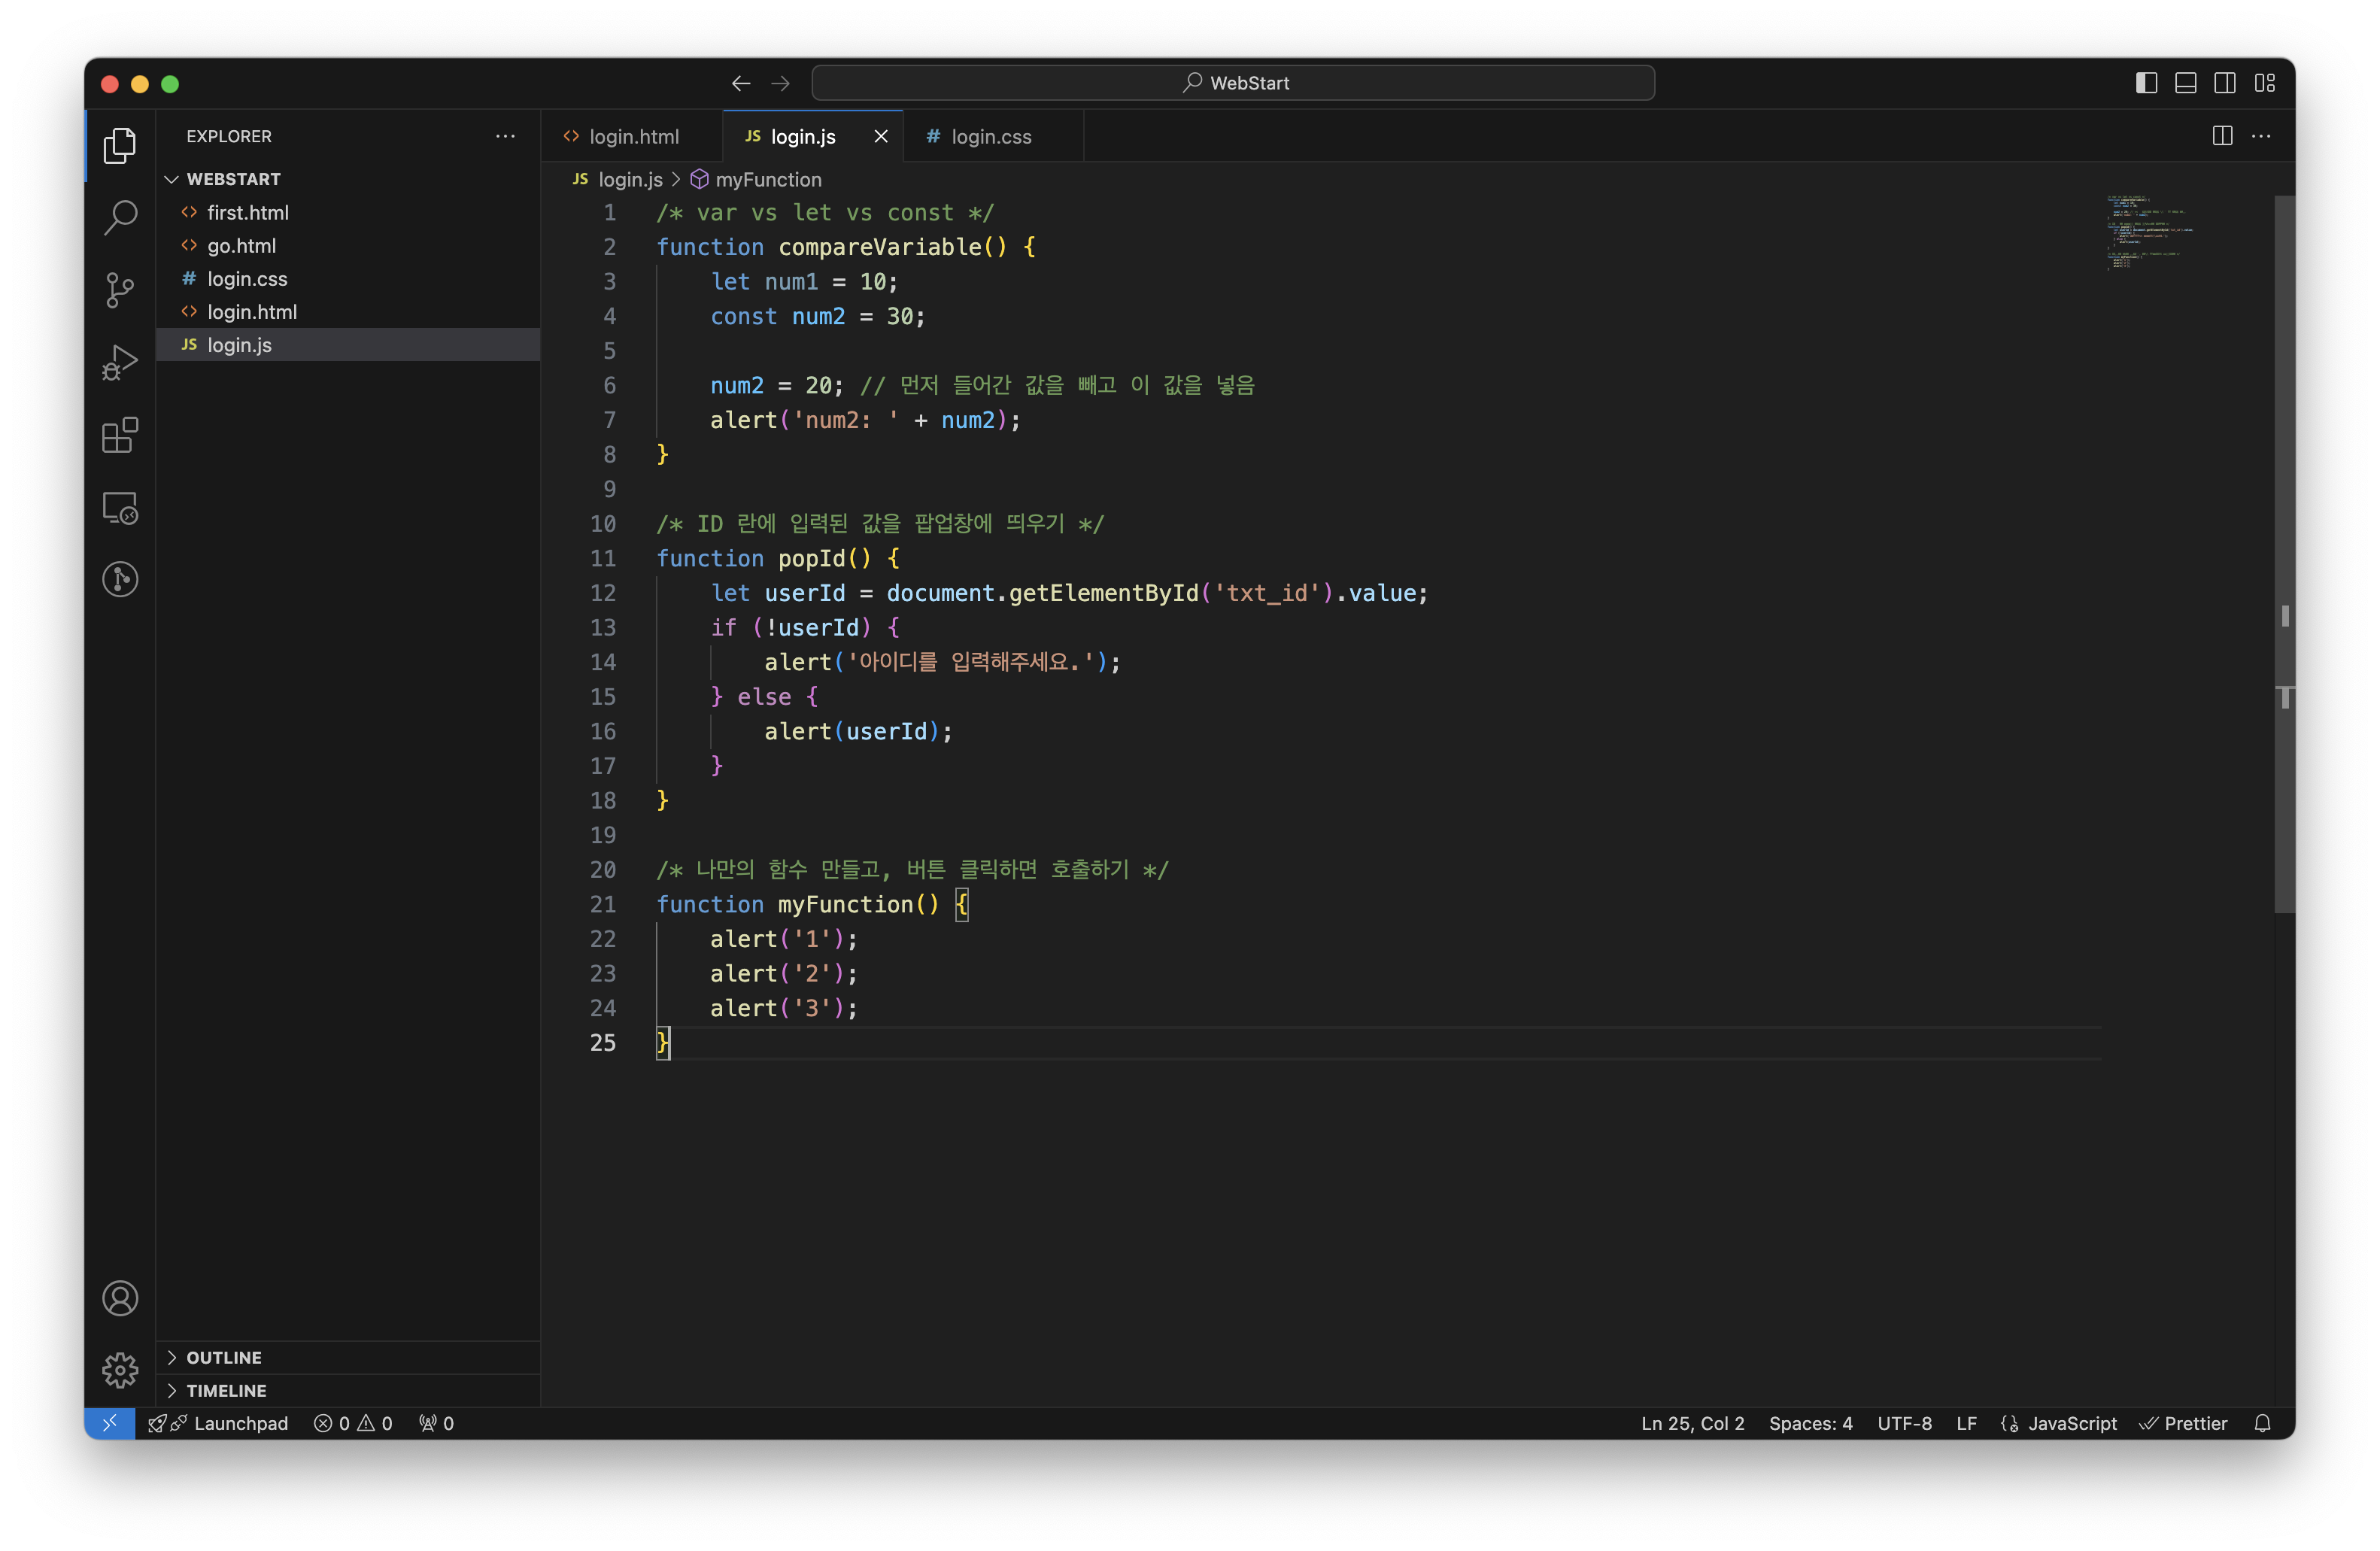 WebStart
EXPLORER
login.html
JS login.js
# login.css
WEBSTART
first.html
go.html
# login.css
login.html
JS login.js
JS login.js > myFunction
1 /* var vs let vs const */
2 function compareVariable() {
3 let num1 = 10;
4 const num2 = 30;
5
6 num2 = 20; // 먼저 들어간 값을 빼고 이 값을 넣음
7 alert('num2: ' + num2);
8 }
9
10 /* ID 란에 입력된 값을 팝업창에 띄우기 */
11 function popId() {
12 let userId = document.getElementById('txt_id').value;
13 if (!userId) {
14 alert('아이디를 입력해주세요.');
15 } else {
16 alert(userId);
17 }
18 }
19
20 /* 나만의 함수 만들고, 버튼 클릭하면 호출하기 */
21 function myFunction() {
22 alert('1');
23 alert('2');
24 alert('3');
25 }
OUTLINE
TIMELINE
Launchpad 0 0 0 Ln 25, Col 2 Spaces: 4 UTF-8 LF JavaScript Prettier